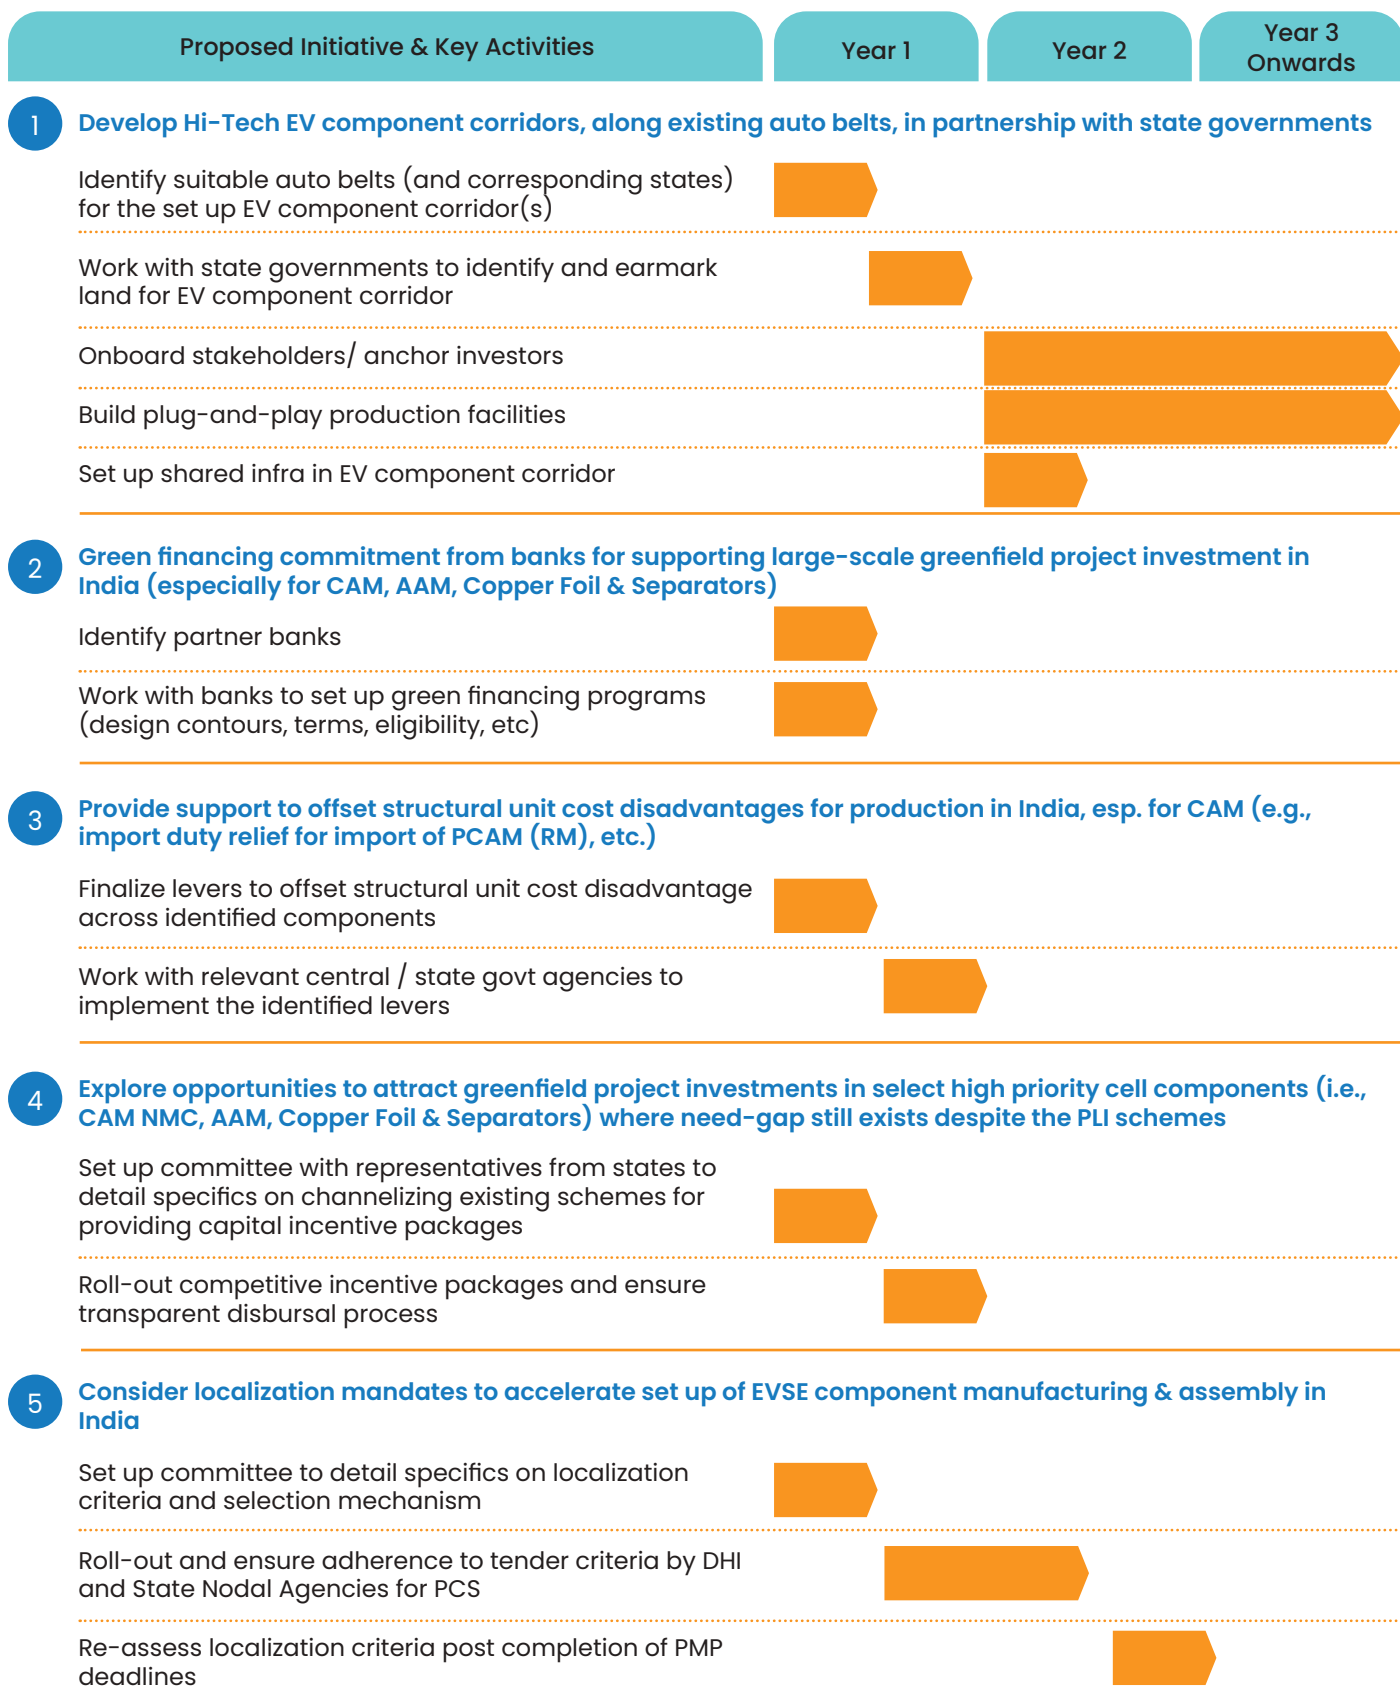 Proposed Initiative & Key Activities
Year 1
Year 2
Year 3
Onwards
1
Develop Hi-Tech EV component corridors, along existing auto belts, in partnership with state governments
Identify suitable auto belts (and corresponding states)
for the set up EV component corridor(s)
Work with state governments to identify and earmark
land for EV component corridor
Onboard stakeholders/ anchor investors
Build plug-and-play production facilities
Set up shared infra in EV component corridor
2
Green financing commitment from banks for supporting large-scale greenfield project investment in
India (especially for CAM, AAM, Copper Foil & Separators)
Identify partner banks
Work with banks to set up green financing programs
(design contours, terms, eligibility, etc)
3
Provide support to offset structural unit cost disadvantages for production in India, esp. for CAM (e.g.,
import duty relief for import of PCAM (RM), etc.)
Finalize levers to offset structural unit cost disadvantage
across identified components
Work with relevant central / state govt agencies to
implement the identified levers
4
Explore opportunities to attract greenfield project investments in select high priority cell components (i.e.,
CAM NMC, AAM, Copper Foil & Separators) where need-gap still exists despite the PLI schemes
Set up committee with representatives from states to
detail specifics on channelizing existing schemes for
providing capital incentive packages
Roll-out competitive incentive packages and ensure
transparent disbursal process
5
Consider localization mandates to accelerate set up of EVSE component manufacturing & assembly in
India
Set up committee to detail specifics on localization
criteria and selection mechanism
Roll-out and ensure adherence to tender criteria by DHI
and State Nodal Agencies for PCS
Re-assess localization criteria post completion of PMP
deadlines